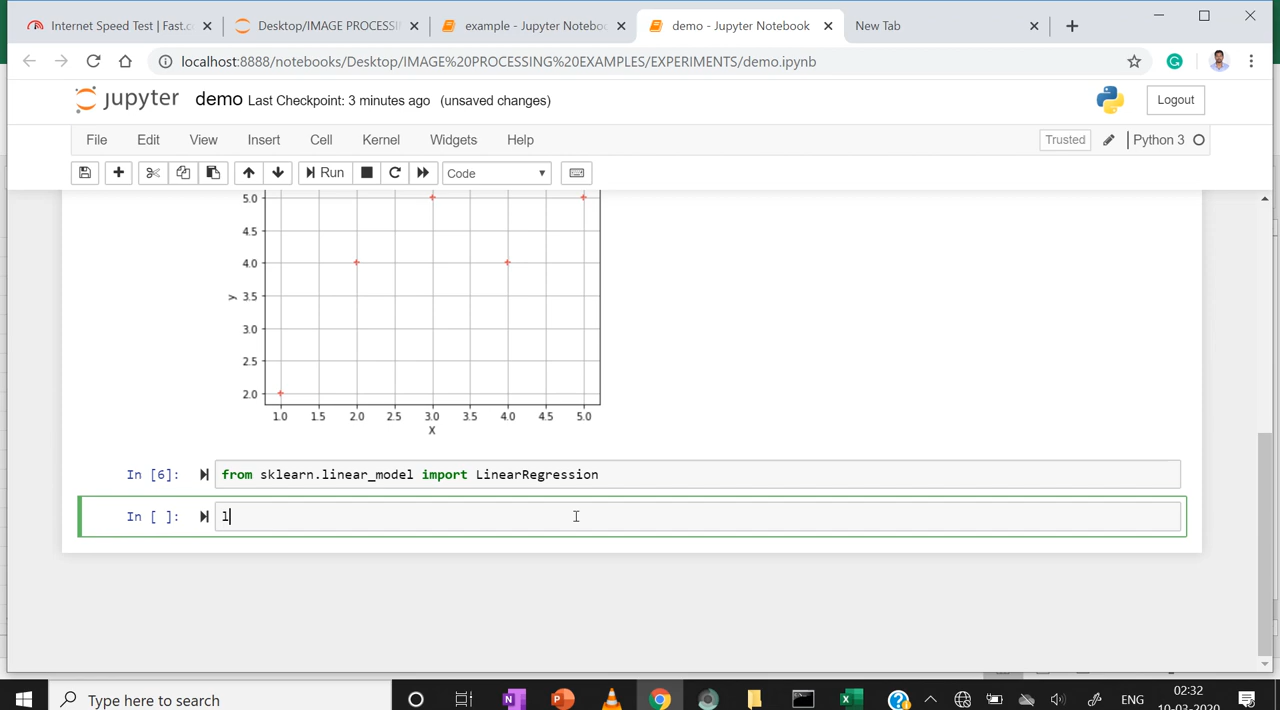 Internet Speed Test | Fast.c
Desktop/IMAGE PROCESSI
example - Jupyter Noteboo
demo - Jupyter Notebook
New Tab
localhost:8888/notebooks/Desktop/IMAGE%20PROCESSING%20EXAMPLES/EXPERIMENTS/demo.ipynb
jupyter demo Last Checkpoint: 3 minutes ago (unsaved changes)
Logout
File Edit View Insert Cell Kernel Widgets Help
Trusted
Python 3
Run
Code
5.0
4.5
4.0
3.5
3.0
2.5
2.0
y
1.0 1.5 2.0 2.5 3.0 3.5 4.0 4.5 5.0
X
In [6]: from sklearn.linear_model import LinearRegression
In [ ]: l
Type here to search
ENG
02:32
10-03-2020